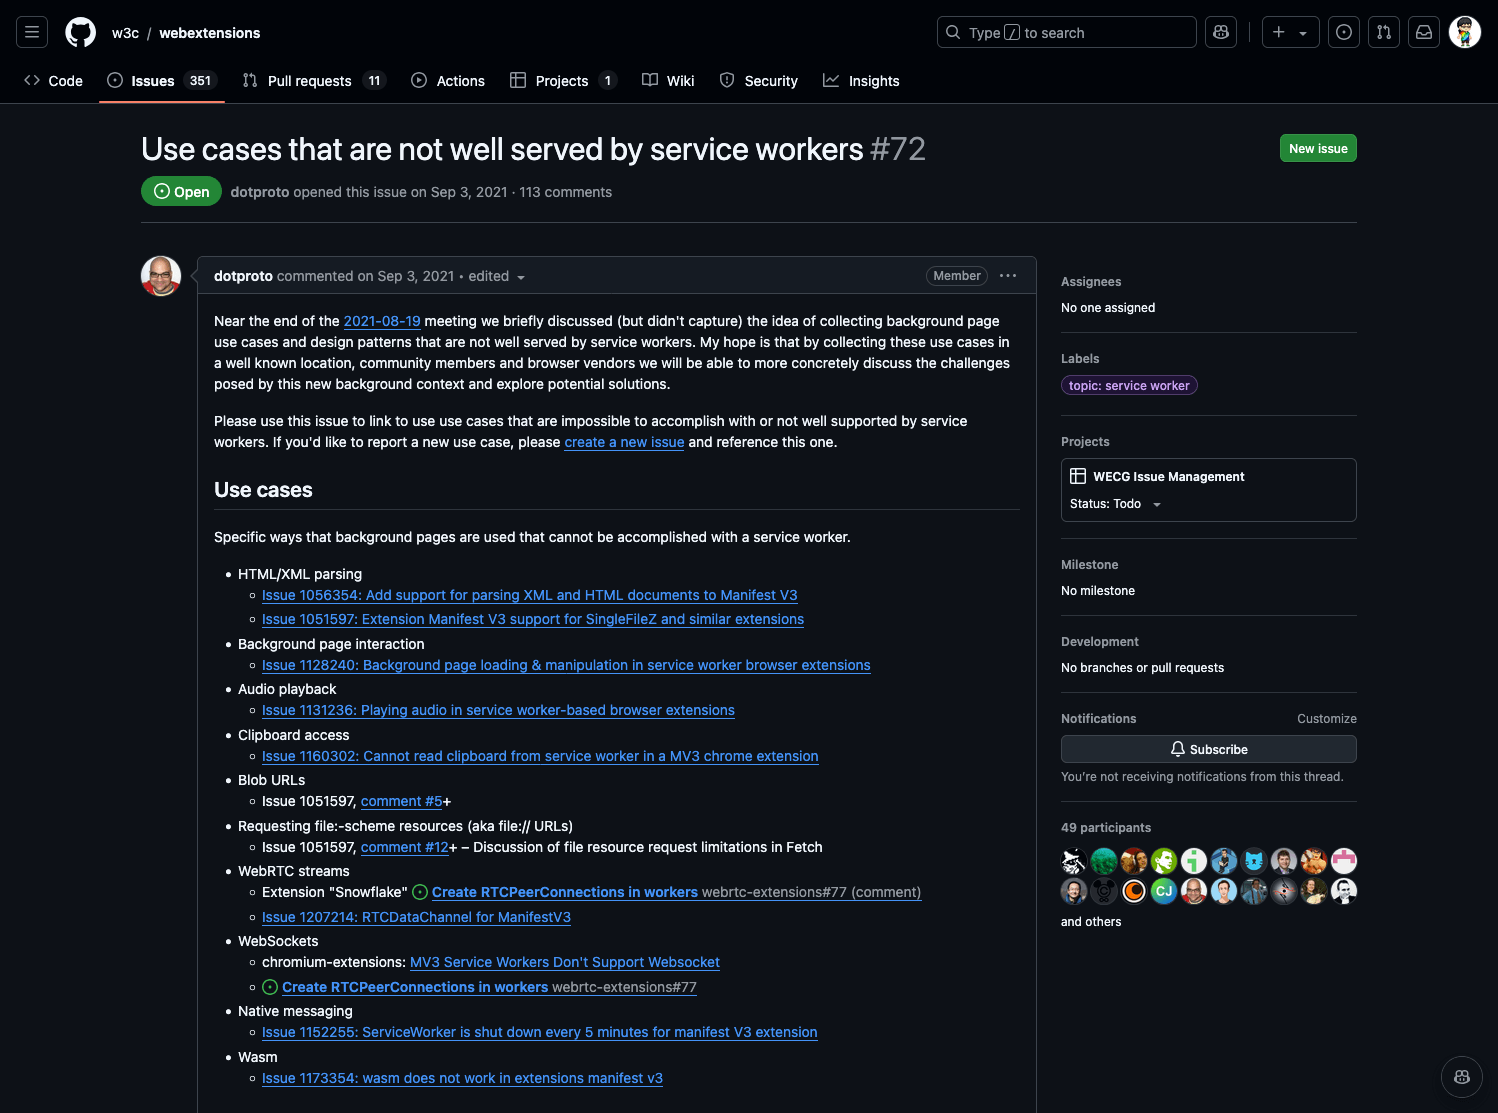 w3c / webextensions
Type / to search
Code
Issues 351
Pull requests 11
Actions
Projects 1
Wiki
Security
Insights
Use cases that are not well served by service workers #72
New issue
Open
dotproto opened this issue on Sep 3, 2021 · 113 comments
dotproto commented on Sep 3, 2021 • edited
Member
Near the end of the 2021-08-19 meeting we briefly discussed (but didn't capture) the idea of collecting background page
use cases and design patterns that are not well served by service workers. My hope is that by collecting these use cases in
a well known location, community members and browser vendors we will be able to more concretely discuss the challenges
posed by this new background context and explore potential solutions.
Please use this issue to link to use use cases that are impossible to accomplish with or not well supported by service
workers. If you'd like to report a new use case, please create a new issue and reference this one.
Use cases
Specific ways that background pages are used that cannot be accomplished with a service worker.
• HTML/XML parsing
◦ Issue 1056354: Add support for parsing XML and HTML documents to Manifest V3
◦ Issue 1051597: Extension Manifest V3 support for SingleFileZ and similar extensions
• Background page interaction
◦ Issue 1128240: Background page loading & manipulation in service worker browser extensions
• Audio playback
◦ Issue 1131236: Playing audio in service worker-based browser extensions
• Clipboard access
◦ Issue 1160302: Cannot read clipboard from service worker in a MV3 chrome extension
• Blob URLs
◦ Issue 1051597, comment #5+
• Requesting file:-scheme resources (aka file:// URLs)
◦ Issue 1051597, comment #12+ – Discussion of file resource request limitations in Fetch
• WebRTC streams
◦ Extension "Snowflake" Create RTCPeerConnections in workers webrtc-extensions#77 (comment)
◦ Issue 1207214: RTCDataChannel for ManifestV3
• WebSockets
◦ chromium-extensions: MV3 Service Workers Don't Support Websocket
◦ Create RTCPeerConnections in workers webrtc-extensions#77
• Native messaging
◦ Issue 1152255: ServiceWorker is shut down every 5 minutes for manifest V3 extension
• Wasm
◦ Issue 1173354: wasm does not work in extensions manifest v3
Assignees
No one assigned
Labels
topic: service worker
Projects
WECG Issue Management
Status: Todo
Milestone
No milestone
Development
No branches or pull requests
Notifications
Customize
Subscribe
You're not receiving notifications from this thread.
49 participants
CJ
and others